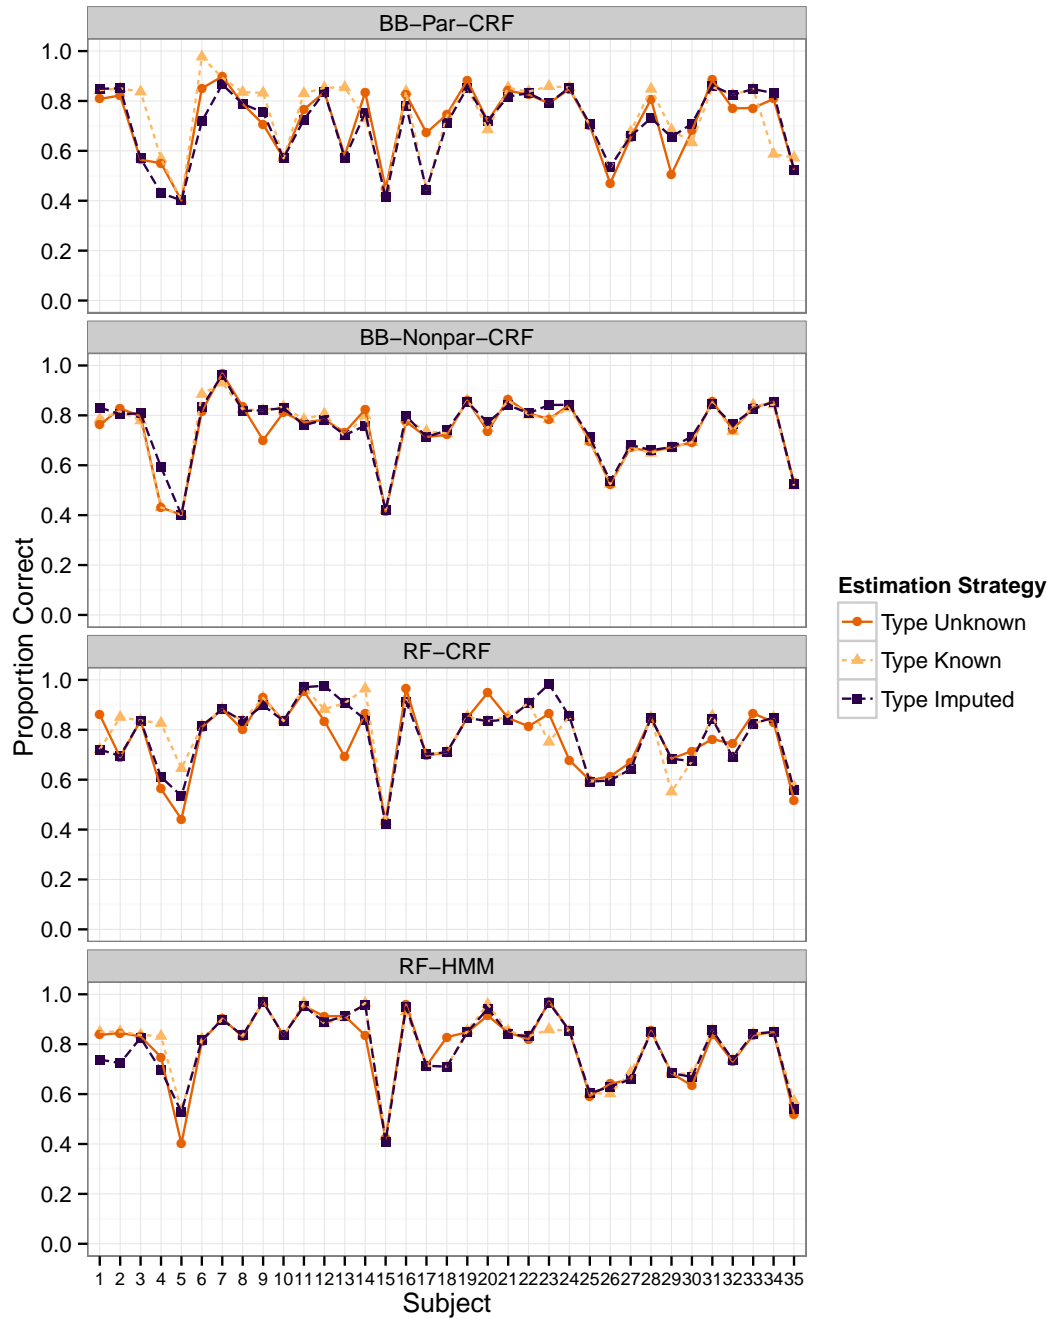 BB−Par−CRF
1.0
0.8
0.6
0.4
0.2
0.0
BB−Nonpar−CRF
1.0
0.8
0.6
0.4
0.2
0.0
RF−CRF
1.0
0.8
0.6
0.4
0.2
0.0
RF−HMM
1.0
0.8
0.6
0.4
0.2
0.0
1 2 3 4 5 6 7 8 9 10 11 12 13 14 15 16 17 18 19 20 21 22 23 24 25 26 27 28 29 30 31 32 33 34 35
Subject
Proportion Correct
Estimation Strategy
Type Unknown
Type Known
Type Imputed